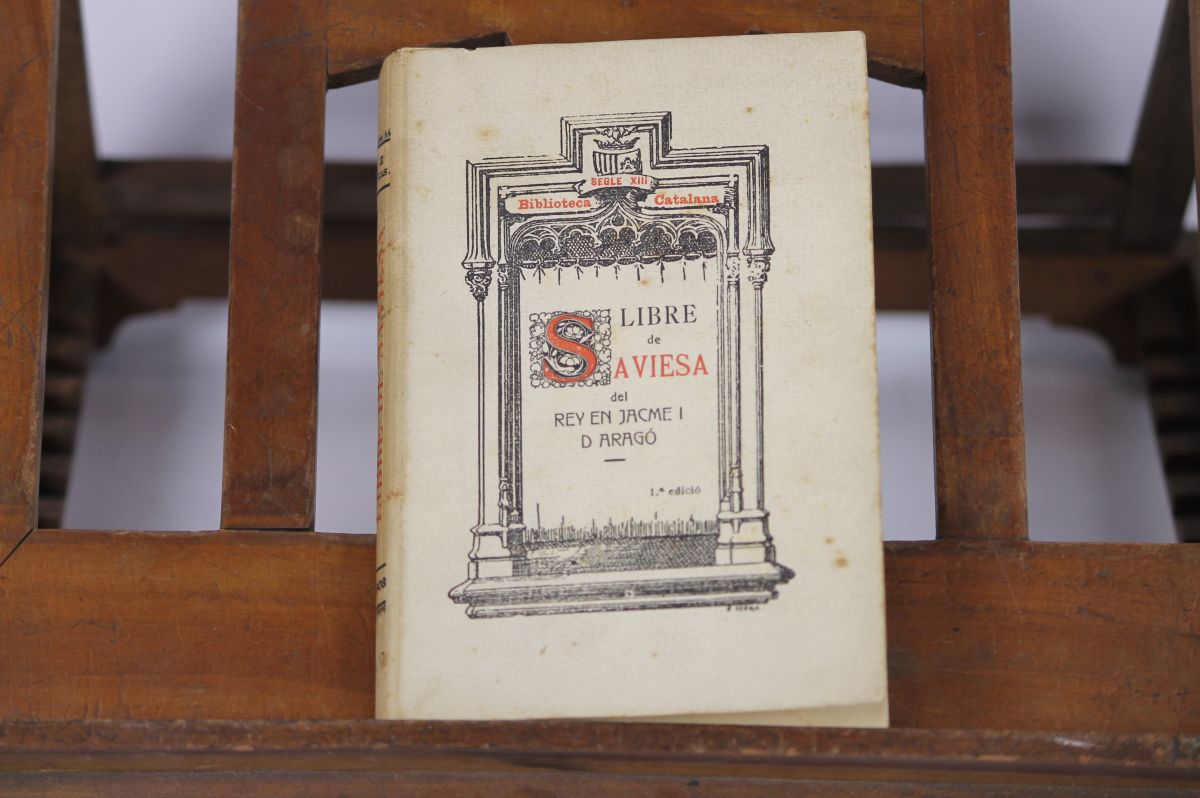 SEGLE XIII
Biblioteca Catalana
LIBRE
de
SAVIESA
del
REY EN JACME I
D ARAGÓ
1.ª edició